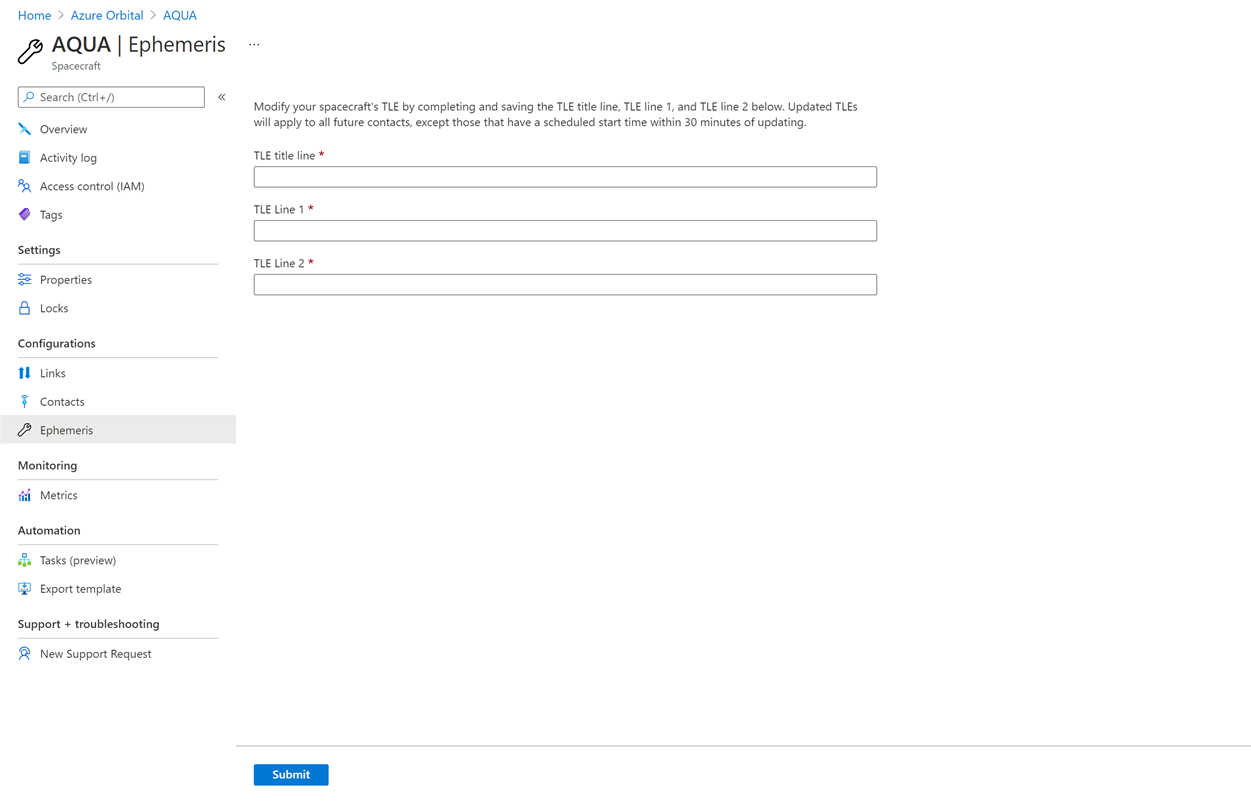 Home > Azure Orbital > AQUA
AQUA | Ephemeris ...
Spacecraft
Search (Ctrl+/) «
Overview
Activity log
Access control (IAM)
Tags
Settings
Properties
Locks
Configurations
Links
Contacts
Ephemeris
Monitoring
Metrics
Automation
Tasks (preview)
Export template
Support + troubleshooting
New Support Request
Modify your spacecraft's TLE by completing and saving the TLE title line, TLE line 1, and TLE line 2 below. Updated TLEs
will apply to all future contacts, except those that have a scheduled start time within 30 minutes of updating.
TLE title line *
TLE Line 1 *
TLE Line 2 *
Submit